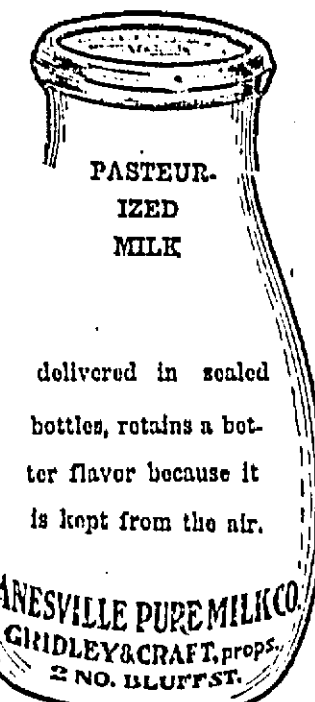 PASTEUR-
IZED
MILK
delivered in sealed
bottles, retains a bet-
ter flavor because it
is kept from the air.
ANESVILLE PURE MILK CO.
GRIDLEY & CRAFT, props.
2 NO. BLUFF ST.